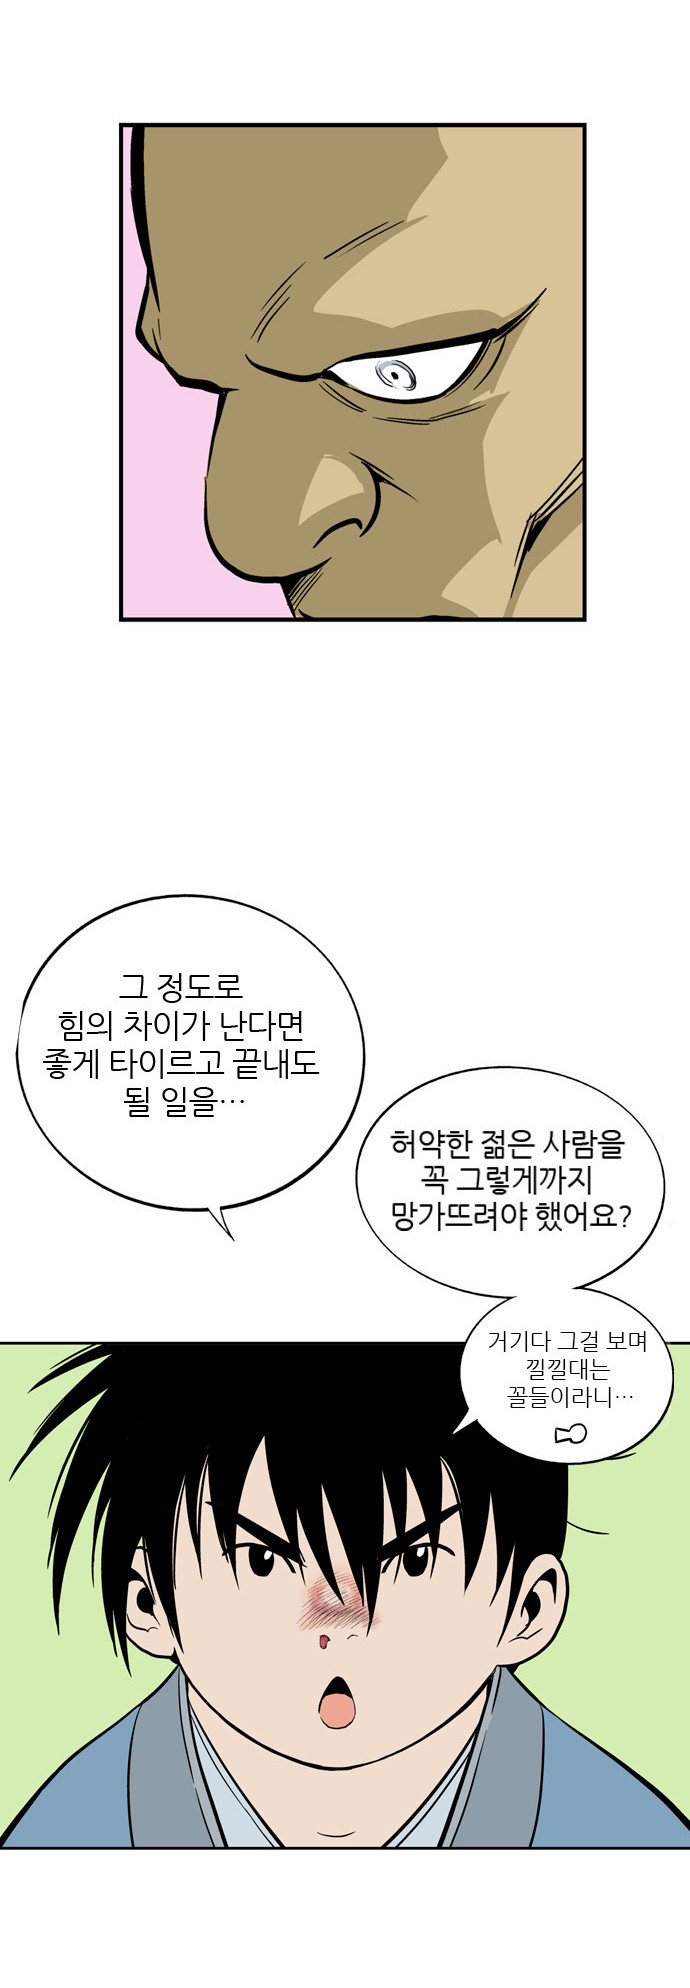 그 정도로
힘의 차이가 난다면
좋게 타이르고 끝내도
될 일을…
허약한 젊은 사람을
꼭 그렇게까지
망가뜨려야 했어요?
거기다 그걸 보며
낄낄대는
꼴들이라니…